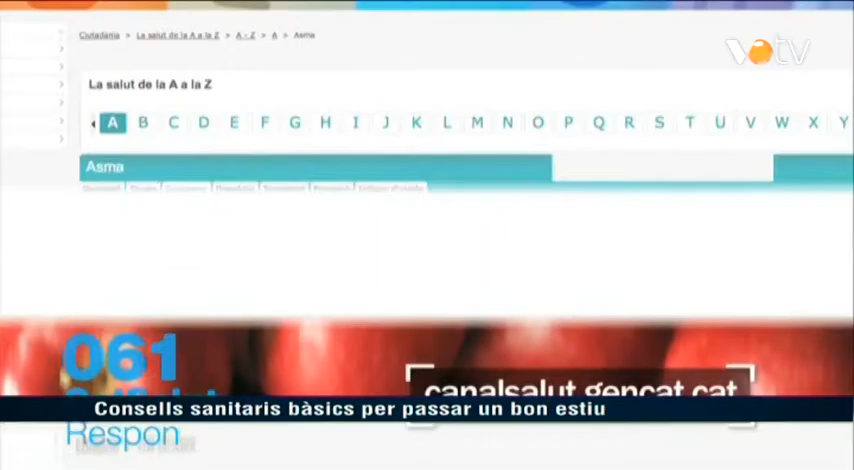 Ciutadania > La salut de la A a la Z > A - Z > A > Asma
votv
La salut de la A a la Z
A B C D E F G H I J K L M N O P Q R S T U V W X Y
Asma
061
canalsalut.gencat.cat
Consells sanitaris bàsics per passar un bon estiu
Respon